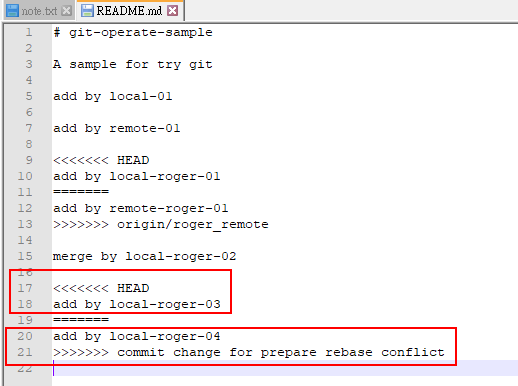 note.txt README.md
1 # git-operate-sample
2
3 A sample for try git
4
5 add by local-01
6
7 add by remote-01
8
9 <<<<<<< HEAD
10 add by local-roger-01
11 =======
12 add by remote-roger-01
13 >>>>>>> origin/roger_remote
14
15 merge by local-roger-02
16
17 <<<<<<< HEAD
18 add by local-roger-03
19 =======
20 add by local-roger-04
21 >>>>>>> commit change for prepare rebase conflict
22